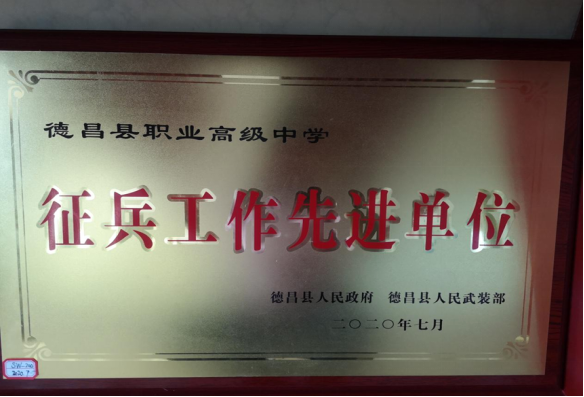 德昌县职业高级中学
征兵工作先进单位
德昌县人民政府 德昌县人民武装部
二〇二〇年七月